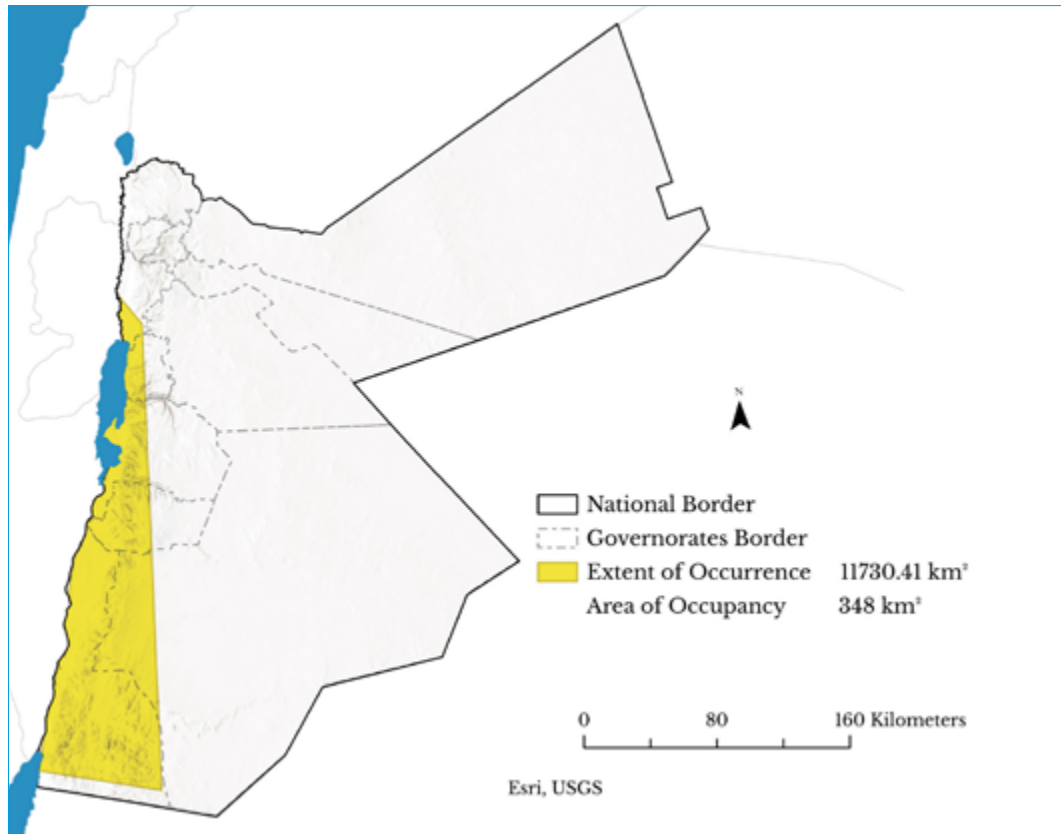 N
National Border
Governorates Border
Extent of Occurrence 11730.41 km²
Area of Occupancy 348 km²
0 80 160 Kilometers
Esri, USGS